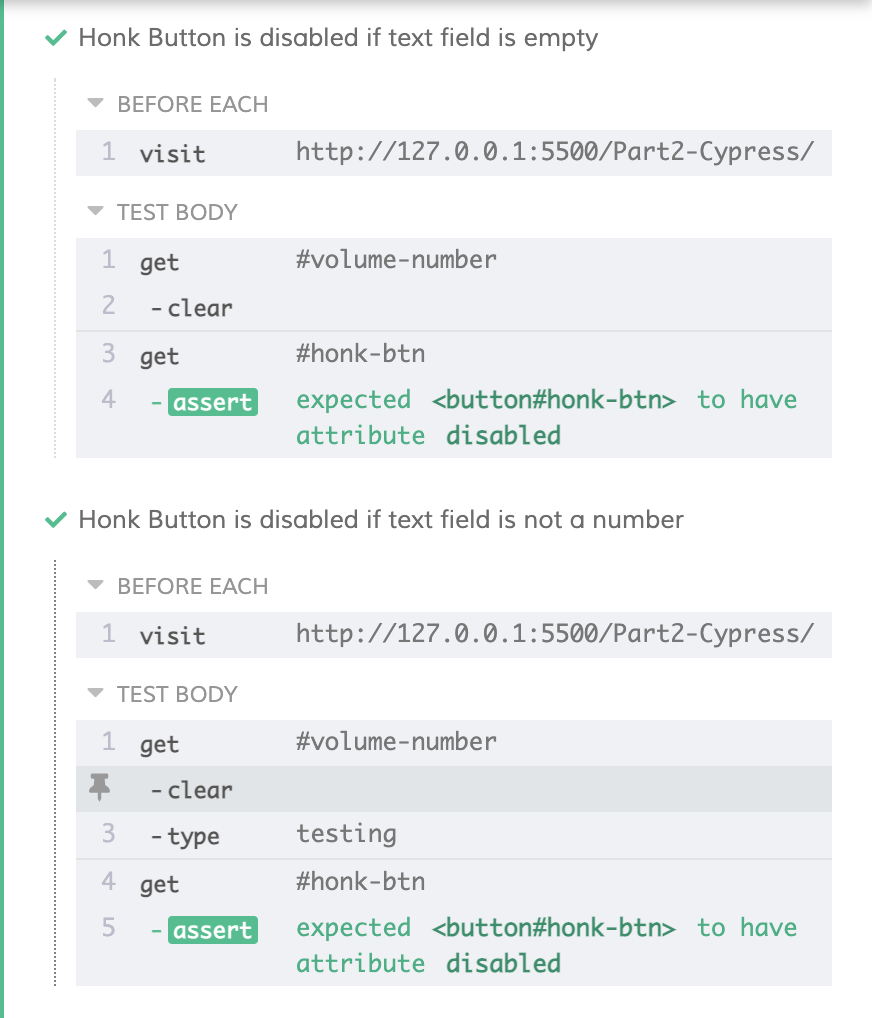 Honk Button is disabled if text field is empty
BEFORE EACH
1 visit http://127.0.0.1:5500/Part2-Cypress/
TEST BODY
1 get #volume-number
2 -clear
3 get #honk-btn
4 -assert expected <button#honk-btn> to have
attribute disabled
Honk Button is disabled if text field is not a number
BEFORE EACH
1 visit http://127.0.0.1:5500/Part2-Cypress/
TEST BODY
1 get #volume-number
-clear
3 -type testing
4 get #honk-btn
5 -assert expected <button#honk-btn> to have
attribute disabled